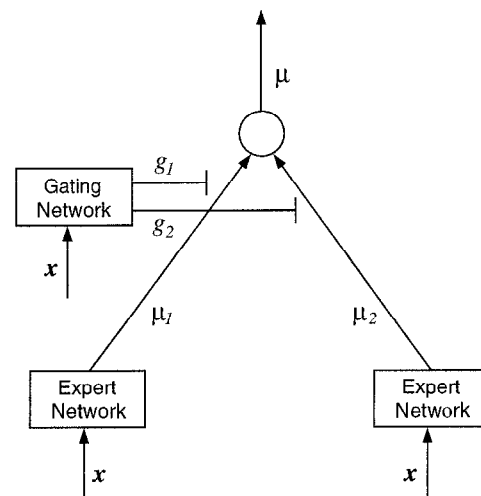 μ
g1
Gating
Network
g2
x
μ1
μ2
Expert
Network
Expert
Network
x
x